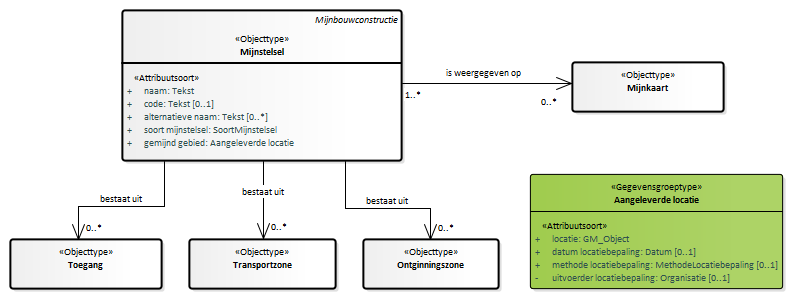 Mijnbouwconstructie
«Objecttype»
Mijnstelsel
«Attribuutsoort»
+ naam: Tekst
+ code: Tekst [0..1]
+ alternatieve naam: Tekst [0..*]
+ soort mijnstelsel: SoortMijnstelsel
+ gemijnd gebied: Aangeleverde locatie
is weergegeven op
1..*
0..*
«Objecttype»
Mijnkaart
bestaat uit
0..*
bestaat uit
0..*
bestaat uit
0..*
«Objecttype»
Toegang
«Objecttype»
Transportzone
«Objecttype»
Ontginningszone
«Gegevensgroeptype»
Aangeleverde locatie
«Attribuutsoort»
+ locatie: GM_Object
+ datum locatiebepaling: Datum [0..1]
+ methode locatiebepaling: MethodeLocatiebepaling [0..1]
- uitvoerder locatiebepaling: Organisatie [0..1]